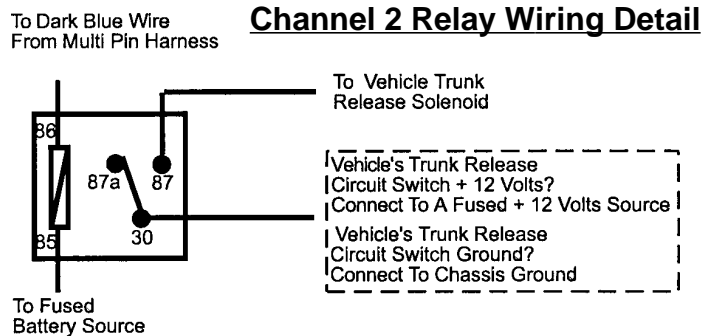 To Dark Blue Wire
From Multi Pin Harness
Channel 2 Relay Wiring Detail
To Vehicle Trunk
Release Solenoid
86
87a
87
30
85
Vehicle's Trunk Release
Circuit Switch + 12 Volts?
Connect To A Fused + 12 Volts Source
Vehicle's Trunk Release
Circuit Switch Ground?
Connect To Chassis Ground
To Fused
Battery Source